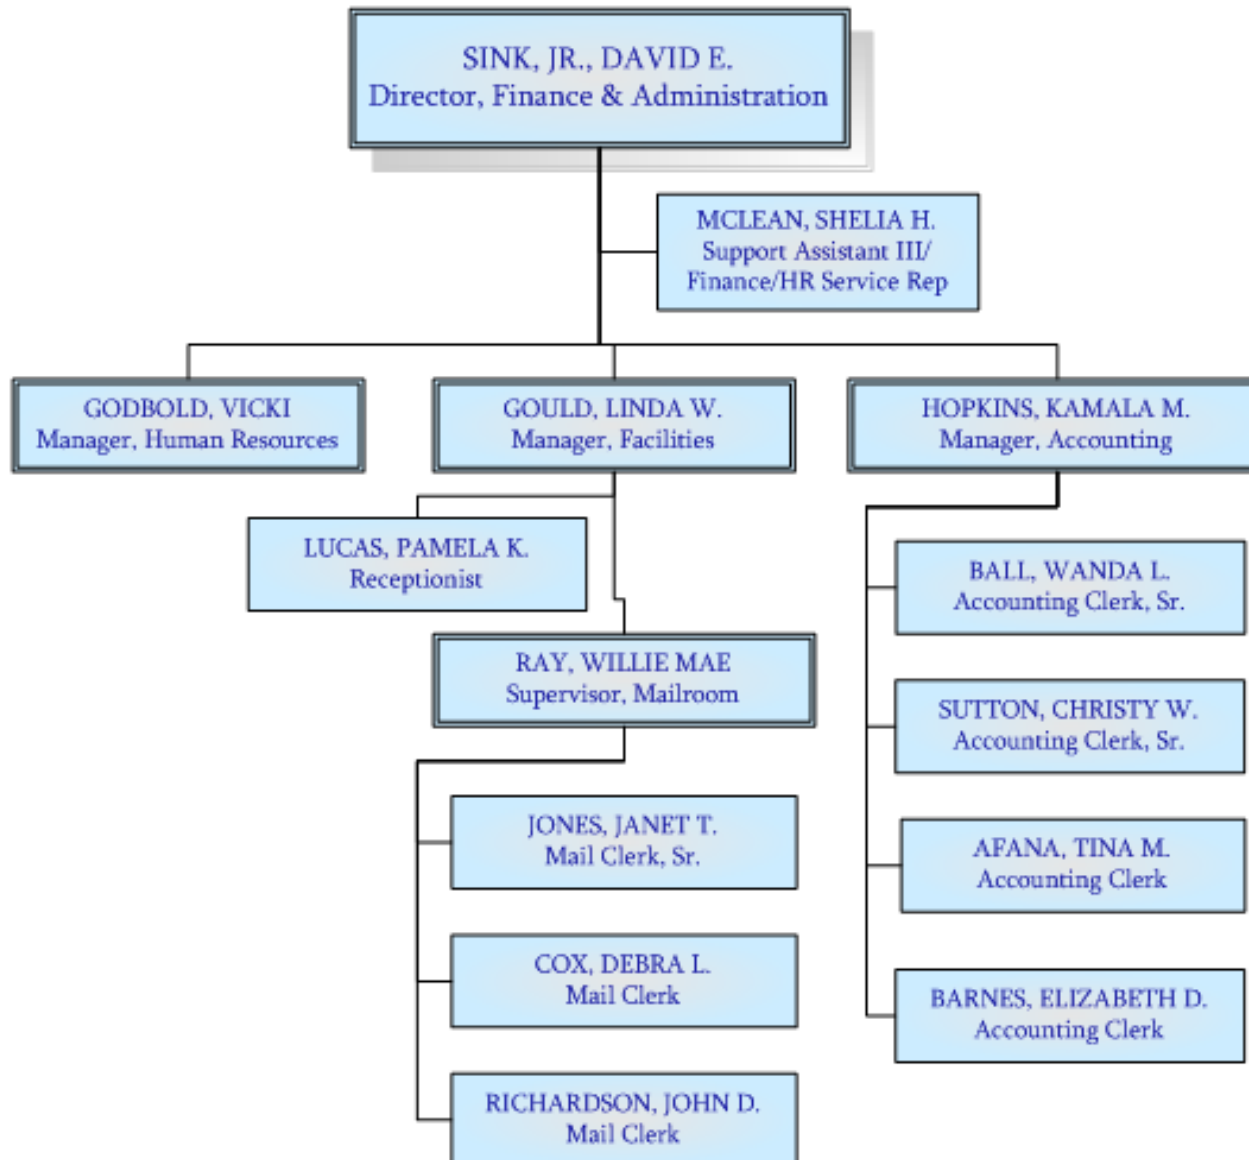 SINK, JR., DAVID E.
Director, Finance & Administration
MCLEAN, SHELIA H.
Support Assistant III/
Finance/HR Service Rep
GODBOLD, VICKI
Manager, Human Resources
GOULD, LINDA W.
Manager, Facilities
HOPKINS, KAMALA M.
Manager, Accounting
LUCAS, PAMELA K.
Receptionist
RAY, WILLIE MAE
Supervisor, Mailroom
JONES, JANET T.
Mail Clerk, Sr.
COX, DEBRA L.
Mail Clerk
RICHARDSON, JOHN D.
Mail Clerk
BALL, WANDA L.
Accounting Clerk, Sr.
SUTTON, CHRISTY W.
Accounting Clerk, Sr.
AFANA, TINA M.
Accounting Clerk
BARNES, ELIZABETH D.
Accounting Clerk